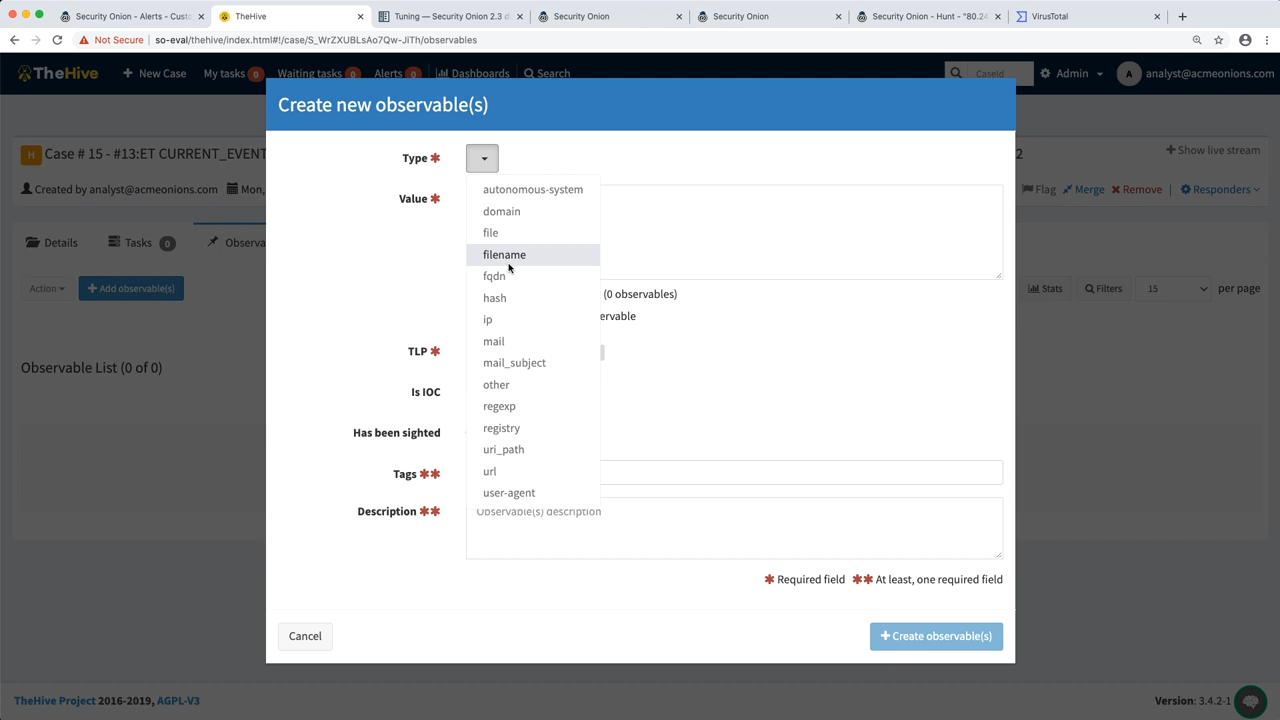 Security Onion - Alerts - Custo
TheHive
Tuning — Security Onion 2.3 d
Security Onion
Security Onion
Security Onion - Hunt - "80.24
VirusTotal
Not Secure
so-eval/thehive/index.html#!/case/S_WrZXUBLsAo7Qw-JiTh/observables
TheHive
New Case
My tasks 0
Waiting tasks 0
Alerts 0
Dashboards
Search
CaseId
Admin
A
analyst@acmeonions.com
Create new observable(s)
H
Case # 15 - #13:ET CURRENT_EVENT
2
Show live stream
Created by analyst@acmeonions
Mon,
Flag
Merge
Remove
Responders
Details
Tasks 0
Observa
Action
Add observable(s)
Stats
Filters
15
per page
Observable List (0 of 0)
Type
Value
autonomous-system
domain
file
filename
fqdn
hash
ip
mail
mail_subject
other
regexp
registry
uri_path
url
user-agent
(0 observables)
ervable
TLP
Is IOC
Has been sighted
Tags
Description
Observable(s) description
Required field
At least, one required field
Cancel
Create observable(s)
TheHive Project 2016-2019, AGPL-V3
Version: 3.4.2-1